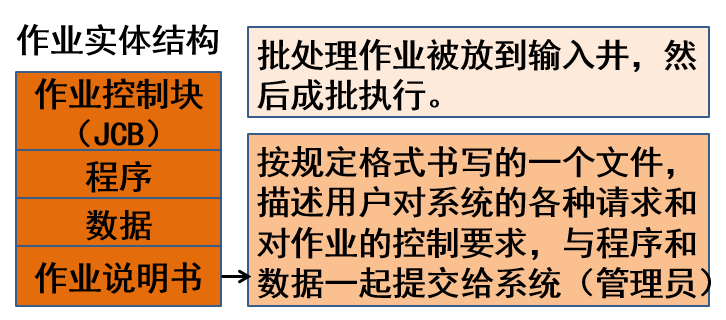 作业实体结构
作业控制块
（JCB）
程序
数据
作业说明书
批处理作业被放到输入井，然
后成批执行。
按规定格式书写的一个文件，
描述用户对系统的各种请求和
对作业的控制要求，与程序和
数据一起提交给系统（管理员）